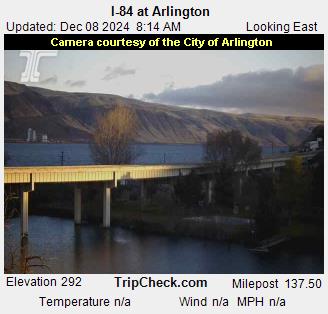 I-84 at Arlington
Updated: Dec 08 2024 8:14 AM Looking East
Camera courtesy of the City of Arlington
Elevation 292 TripCheck.com Milepost 137.50
Temperature n/a Wind n/a MPH n/a